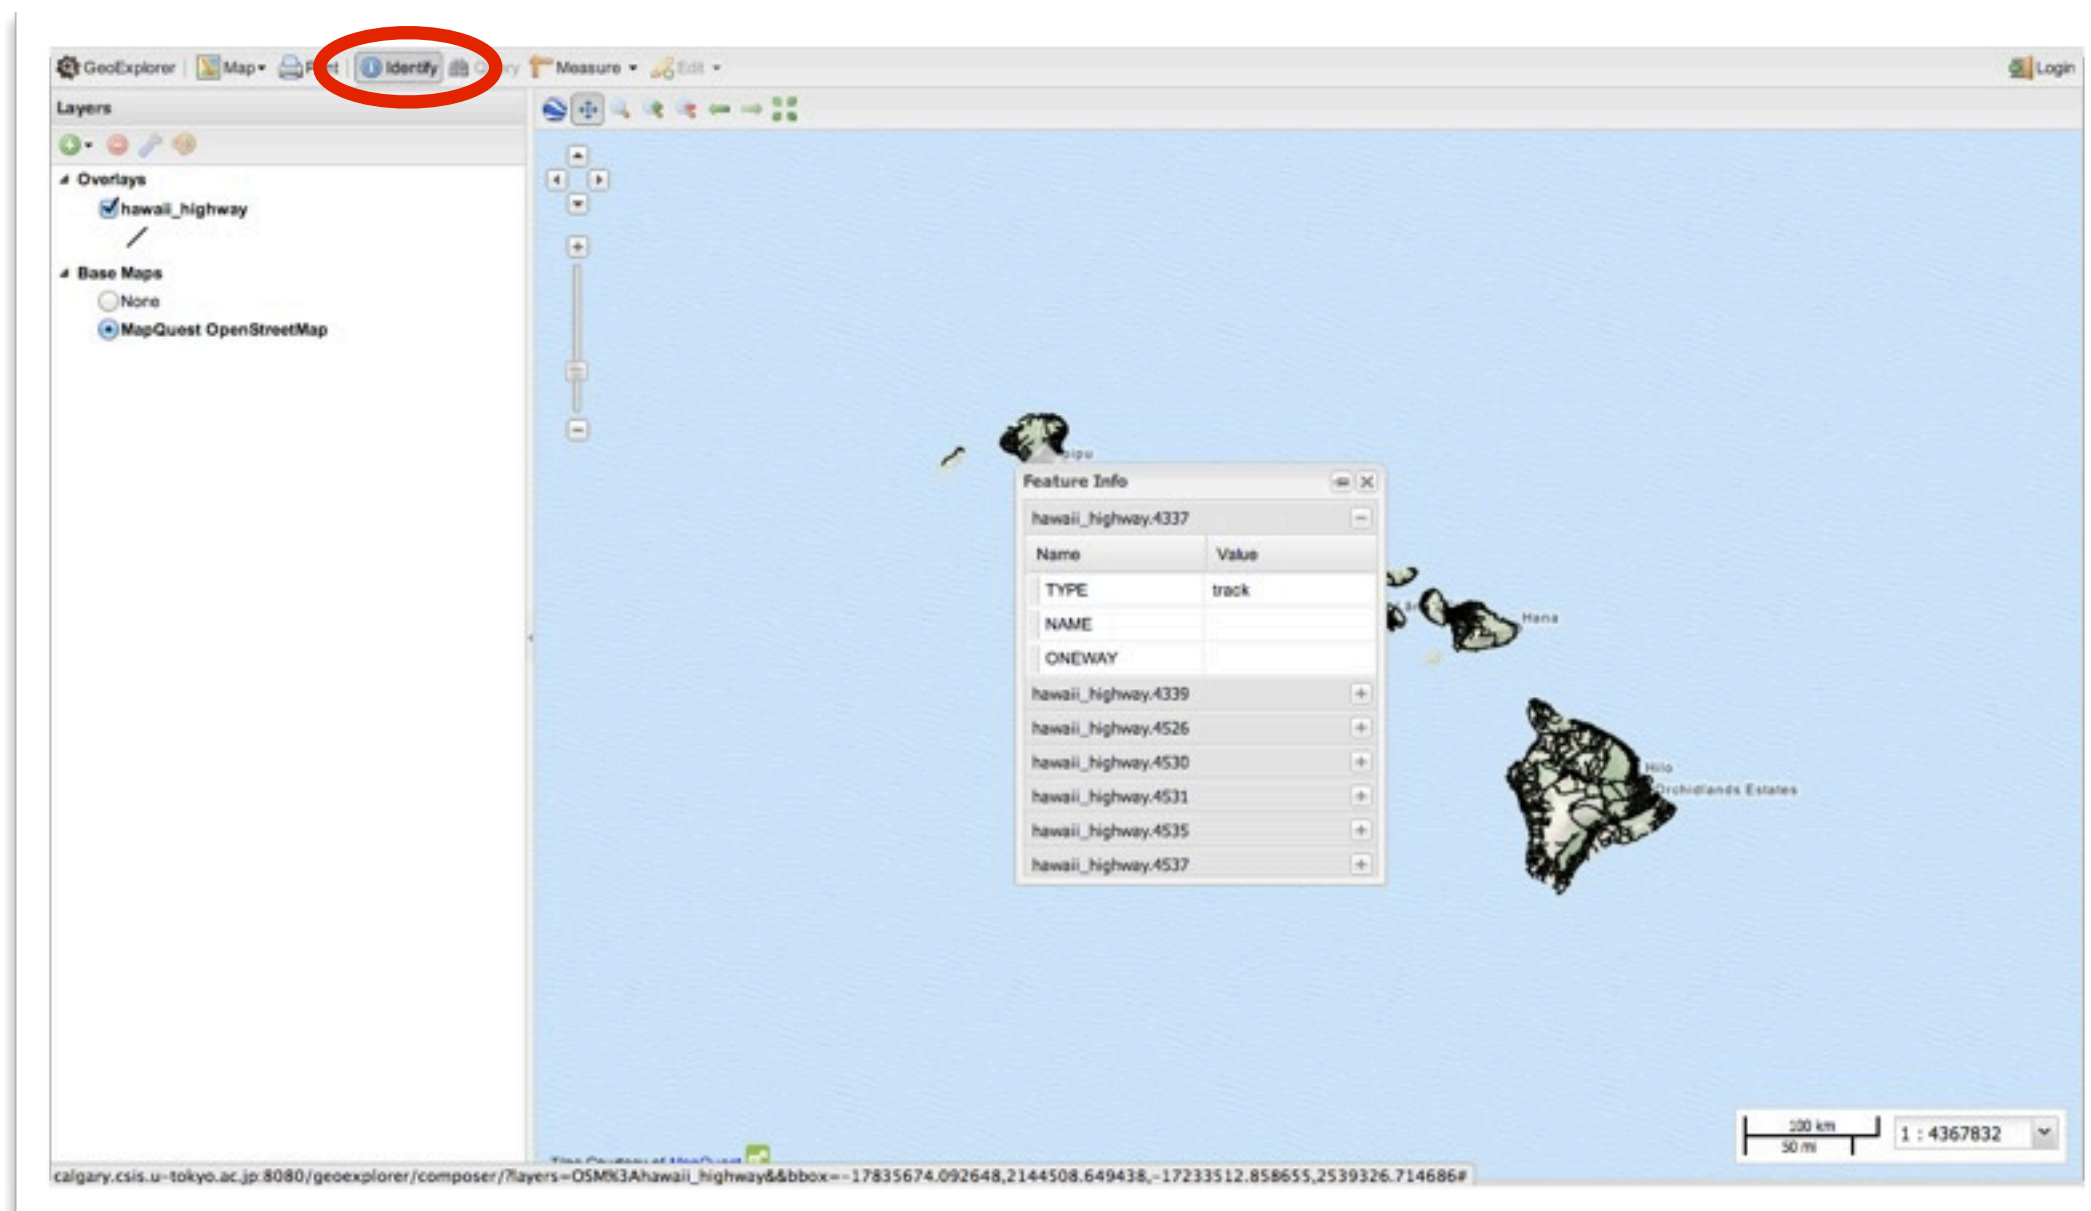 GeoExplorer Map Identify Measure Edit Login
Layers
Overlays
hawaii_highway
Base Maps
None
MapQuest OpenStreetMap
Feature Info
hawaii_highway.4337
Name Value
TYPE track
NAME
ONEWAY
hawaii_highway.4339
hawaii_highway.4526
hawaii_highway.4530
hawaii_highway.4531
hawaii_highway.4535
hawaii_highway.4537
Hana
Hilo
Orchidlands Estates
100 km
50 mi
1 : 4367832
calgary.csis.u-tokyo.ac.jp:8080/geoexplorer/composer/?layers=OSM%3Ahawaii_highway&&bbox=-17835674.092648,2144508.649438,-17233512.858655,2539326.714686#